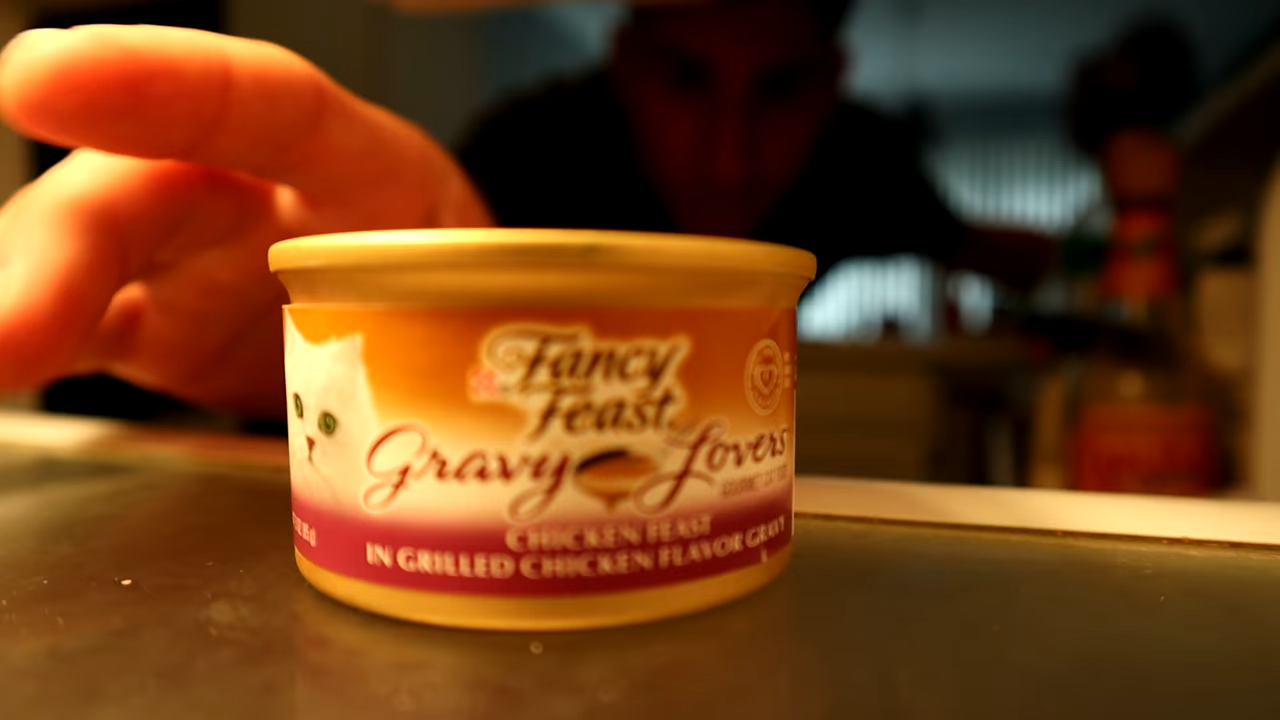 Fancy
Feast
Gravy Lovers
CHICKEN FEAST
IN GRILLED CHICKEN FLAVOR GRAVY